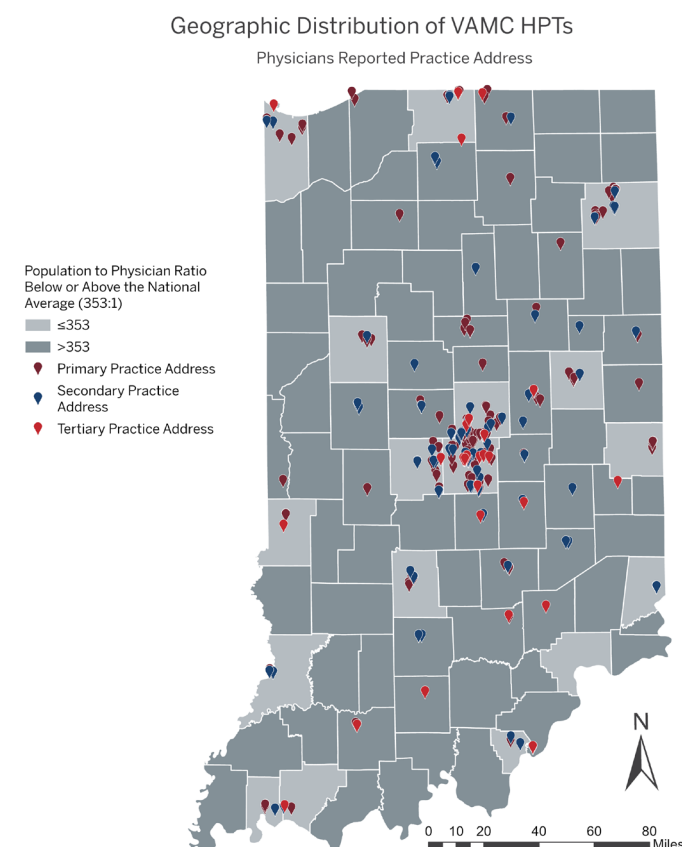 Geographic Distribution of VAMC HPTs
Physicians Reported Practice Address
Population to Physician Ratio
Below or Above the National
Average (353:1)
≤353
>353
Primary Practice Address
Secondary Practice
Address
Tertiary Practice Address
N
0 10 20 40 60 80
Miles